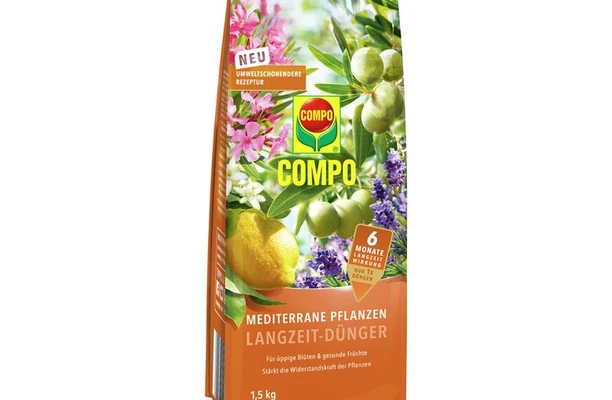 NEU
UMWELTSCHONENDERE
REZEPTUR
COMPO
®
COMPO
6
MONATE
LANGZEIT
WIRKUNG
NUR 1x
DÜNGEN
MEDITERRANE PFLANZEN
LANGZEIT-DÜNGER
Für üppige Blüten & gesunde Früchte
Stärkt die Widerstandskraft der Pflanzen
1,5 kg